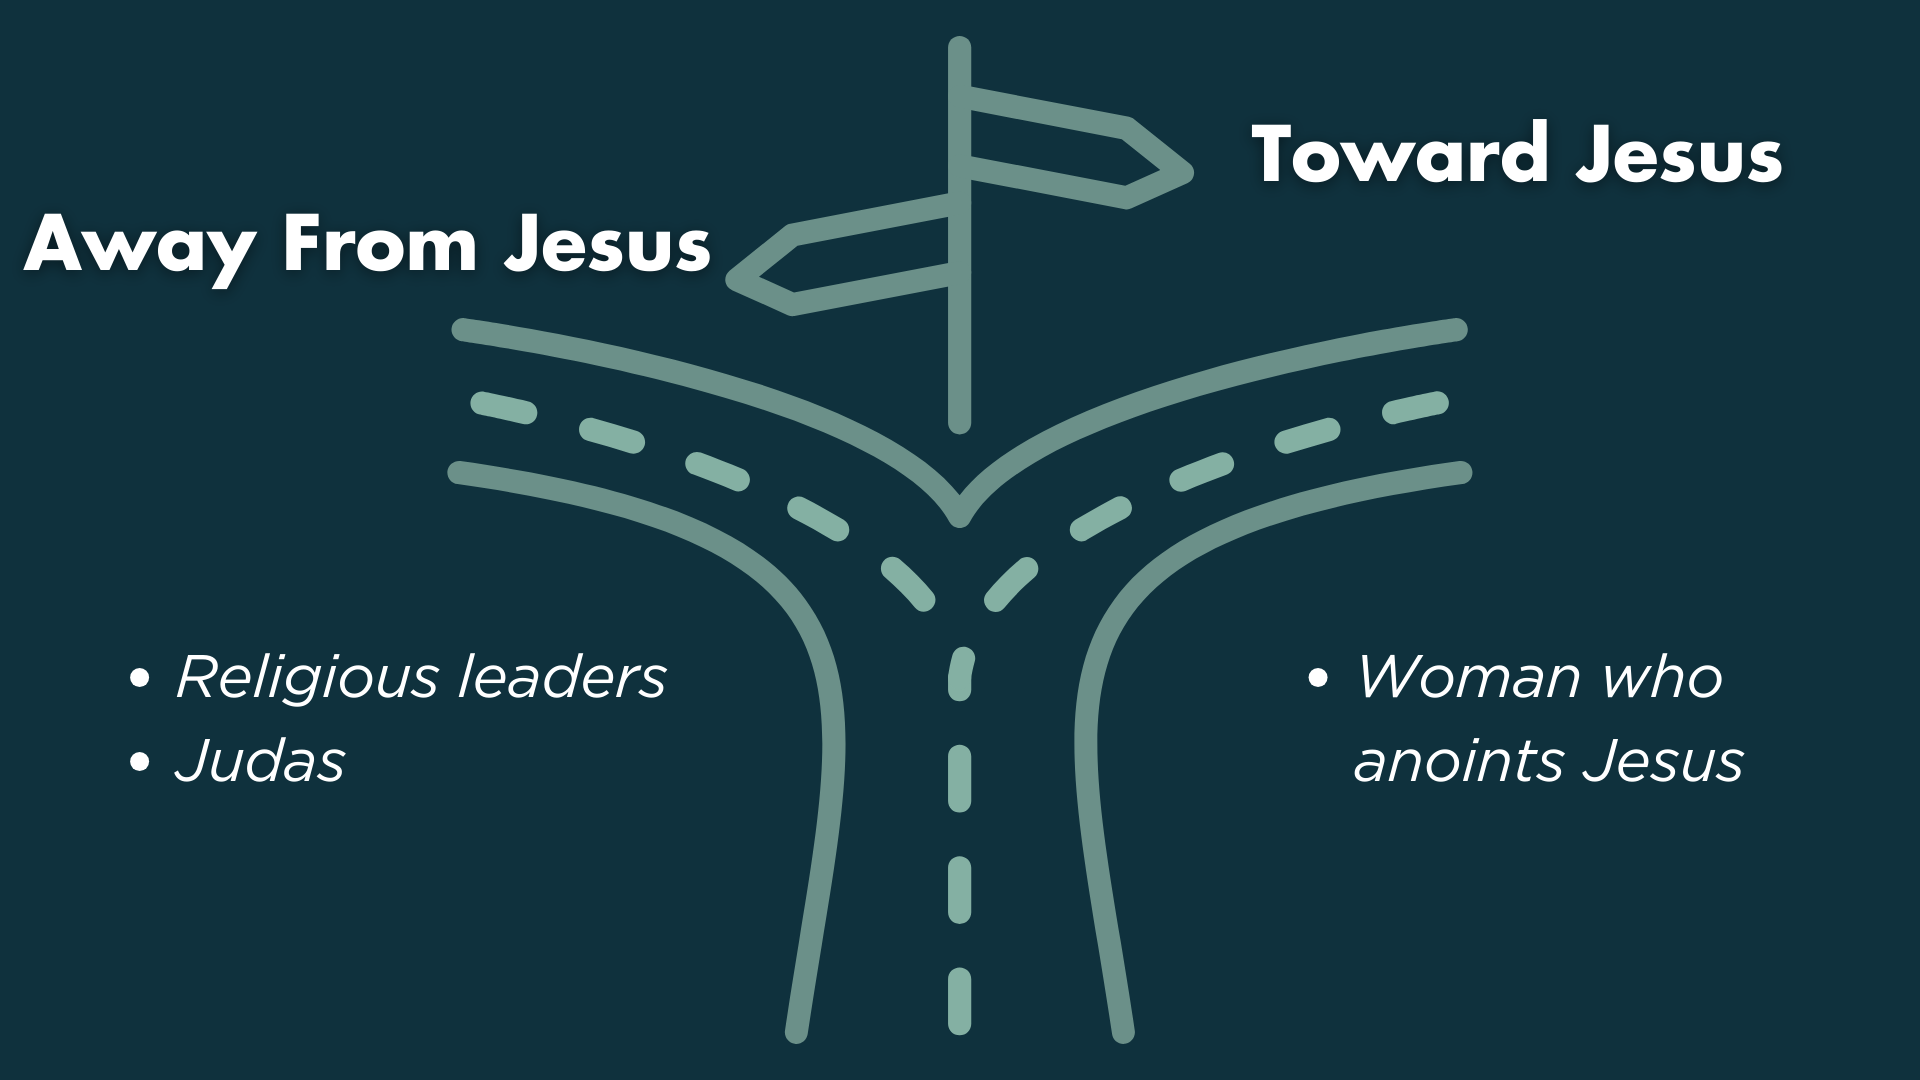 Toward Jesus
Away From Jesus
• Religious leaders
• Judas
• Woman who
anoints Jesus